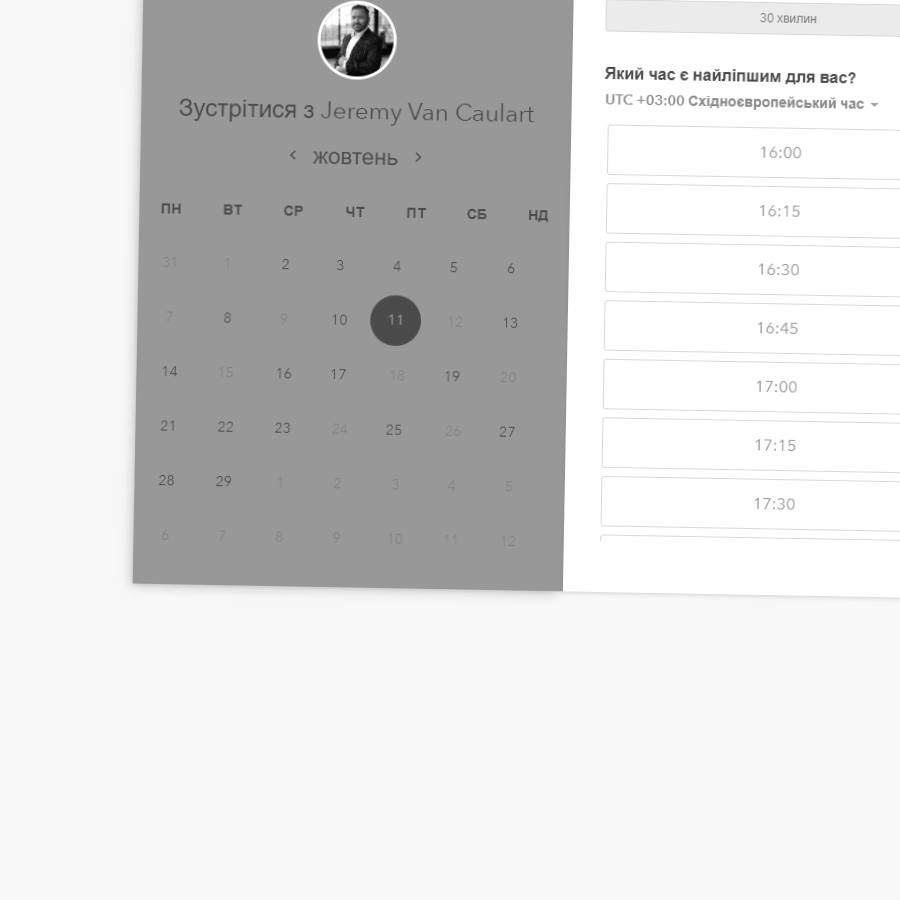 Зустрітися з Jeremy Van Caulart
жовтень
ПН ВТ СР ЧТ ПТ СБ НД
31 1 2 3 4 5 6
7 8 9 10 11 12 13
14 15 16 17 18 19 20
21 22 23 24 25 26 27
28 29 1 2 3 4 5
6 7 8 9 10 11 12
30 хвилин
Який час є найліпшим для вас?
UTC +03:00 Східноєвропейський час
16:00
16:15
16:30
16:45
17:00
17:15
17:30